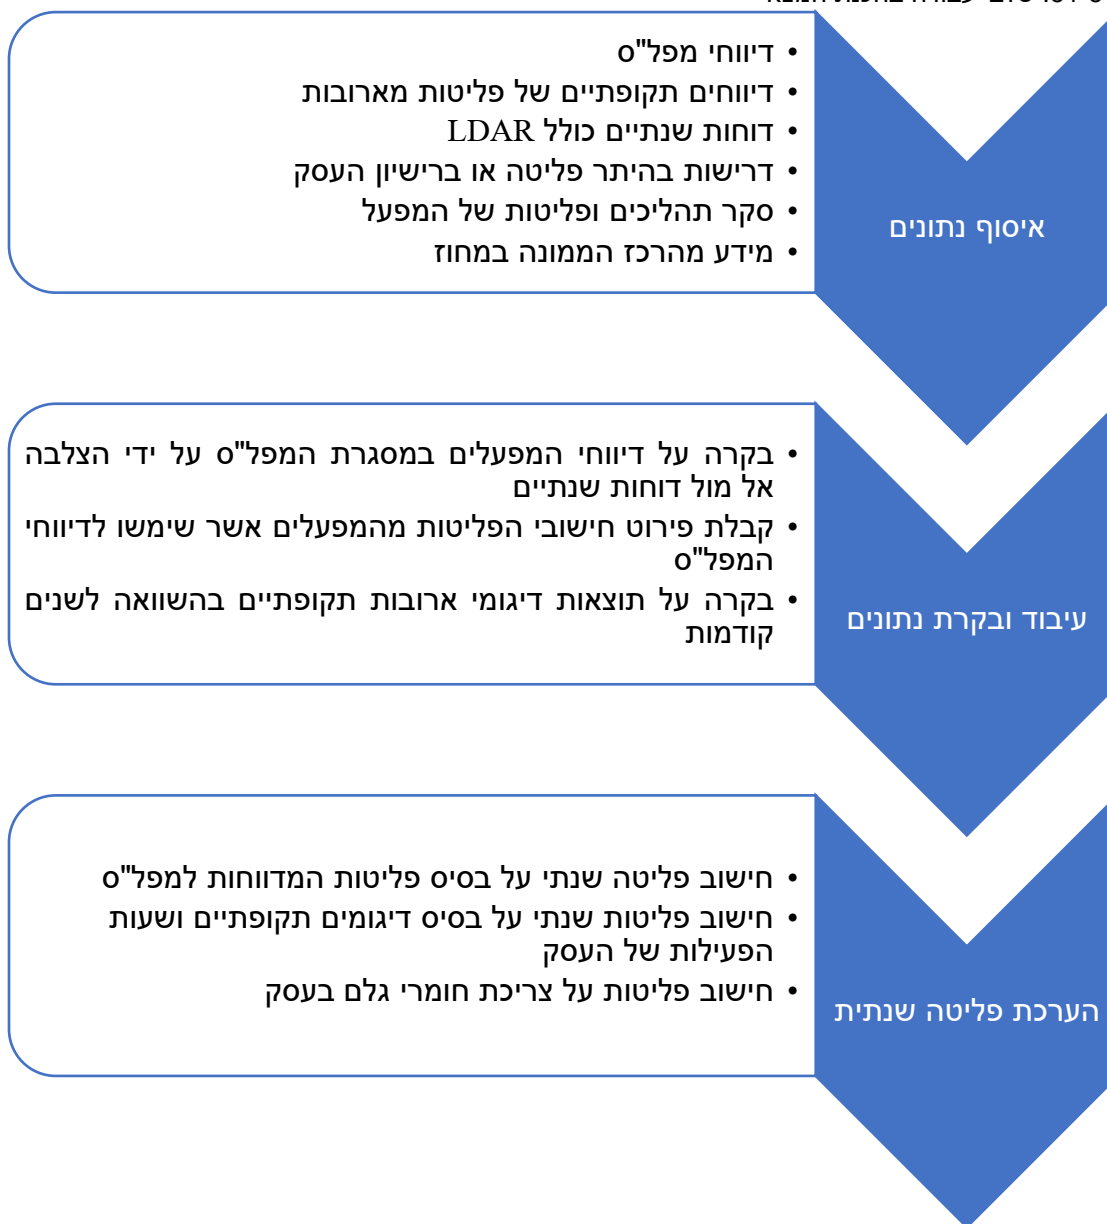 איסוף נתונים
• דיווחי מפל"ס
• דיווחים תקופתיים של פליטות מארובות
• דוחות שנתיים כולל LDAR
• דרישות בהיתר פליטה או ברישיון העסק
• סקר תהליכים ופליטות של המפעל
• מידע מהרכז הממונה במחוז
עיבוד ובקרת נתונים
• בקרה על דיווחי המפעלים במסגרת המפל"ס על ידי הצלבה
אל מול דוחות שנתיים
• קבלת פירוט חישובי הפליטות מהמפעלים אשר שימשו לדיווחי
המפל"ס
• בקרה על תוצאות דיגומי ארובות תקופתיים בהשוואה לשנים
קודמות
הערכת פליטה שנתית
• חישוב פליטה שנתי על בסיס פליטות המדווחות למפל"ס
• חישוב פליטות שנתי על בסיס דיגומים תקופתיים ושעות
הפעילות של העסק
• חישוב פליטות על צריכת חומרי גלם בעסק